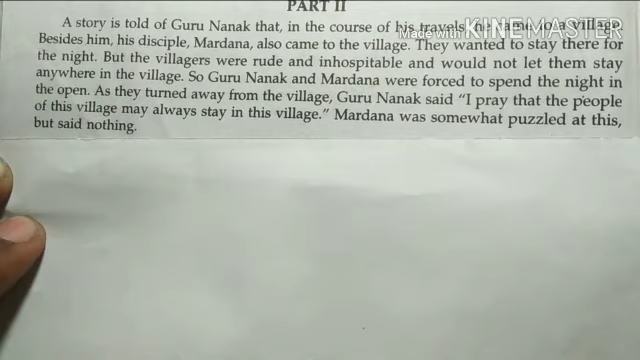 PART II
A story is told of Guru Nanak that, in the course of his travels, he came to a village.
Made with KINEMASTER
Besides him, his disciple, Mardana, also came to the village. They wanted to stay there for
the night. But the villagers were rude and inhospitable and would not let them stay
anywhere in the village. So Guru Nanak and Mardana were forced to spend the night in
the open. As they turned away from the village, Guru Nanak said "I pray that the people
of this village may always stay in this village." Mardana was somewhat puzzled at this,
but said nothing.